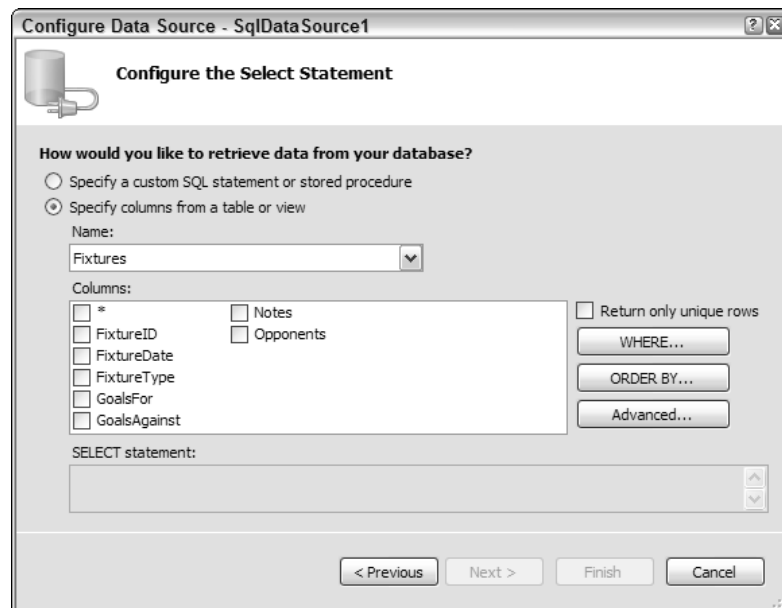 Configure Data Source - SqlDataSource1
Configure the Select Statement
How would you like to retrieve data from your database?
Specify a custom SQL statement or stored procedure
Specify columns from a table or view
Name:
Fixtures
Columns:
* Notes
FixtureID Opponents
FixtureDate
FixtureType
GoalsFor
GoalsAgainst
Return only unique rows
WHERE...
ORDER BY...
Advanced...
SELECT statement:
< Previous Next > Finish Cancel